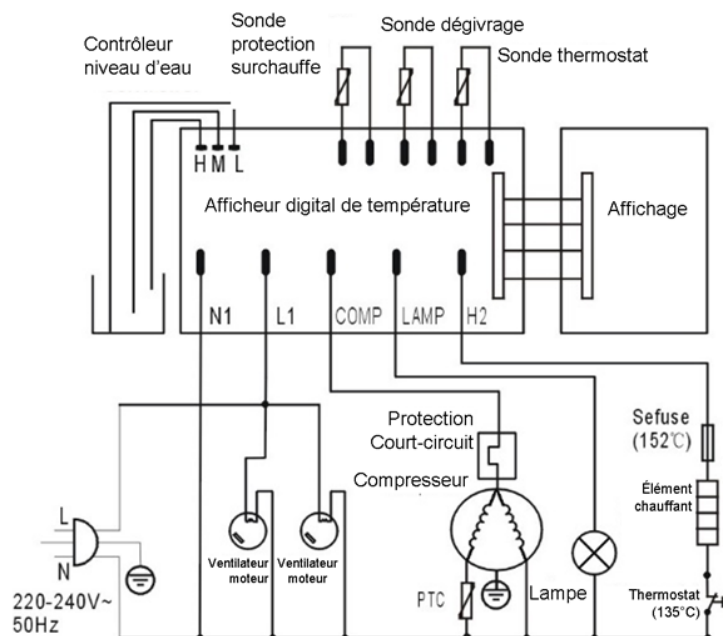 Sonde
protection
surchauffe
Sonde dégivrage
Sonde thermostat
Contrôleur
niveau d'eau
H M L
Afficheur digital de température
Affichage
N1 L1 COMP LAMP H2
Protection
Court-circuit
Compresseur
Sefuse
(152℃)
Élément
chauffant
L
N
220-240V~
50Hz
Ventilateur
moteur
Ventilateur
moteur
PTC
Lampe
Thermostat
(135°C)